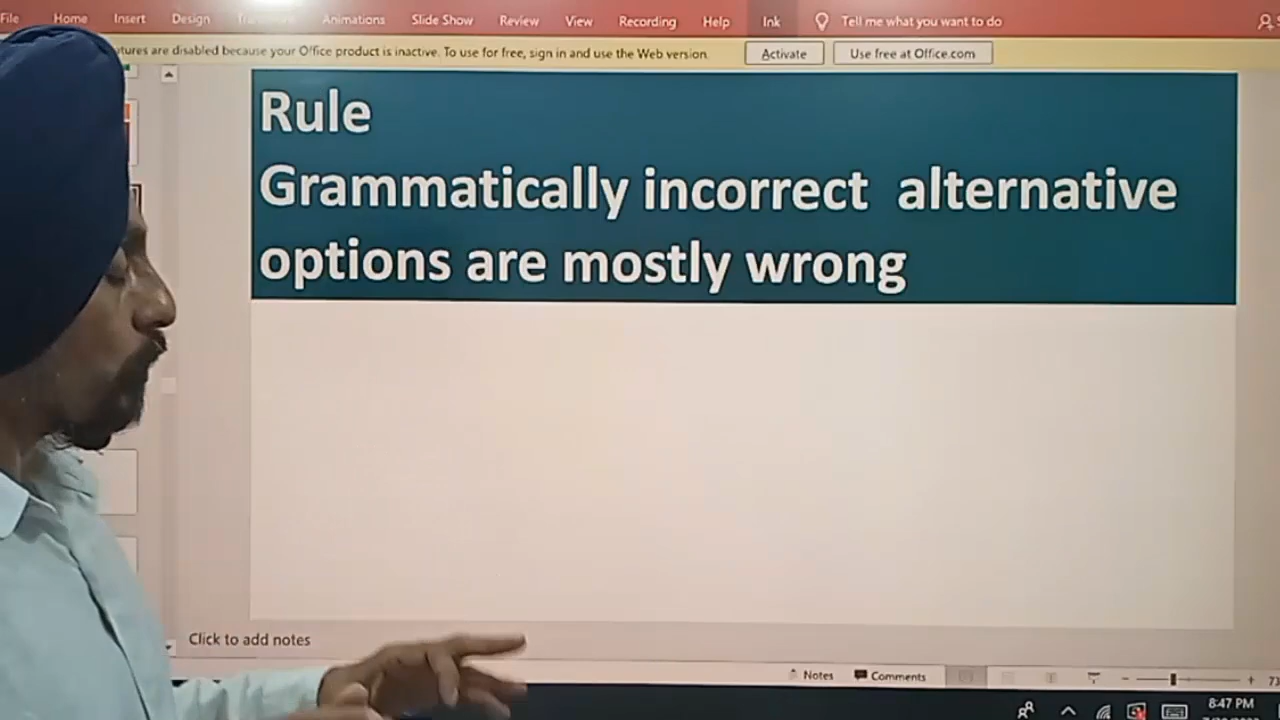 File Home Insert Design Animations Slide Show Review View Recording Help Ink Tell me what you want to do
atures are disabled because your Office product is inactive. To use for free, sign in and use the Web version. Activate Use free at Office.com
Rule
Grammatically incorrect alternative
options are mostly wrong
Click to add notes
Notes Comments 73
8:47 PM